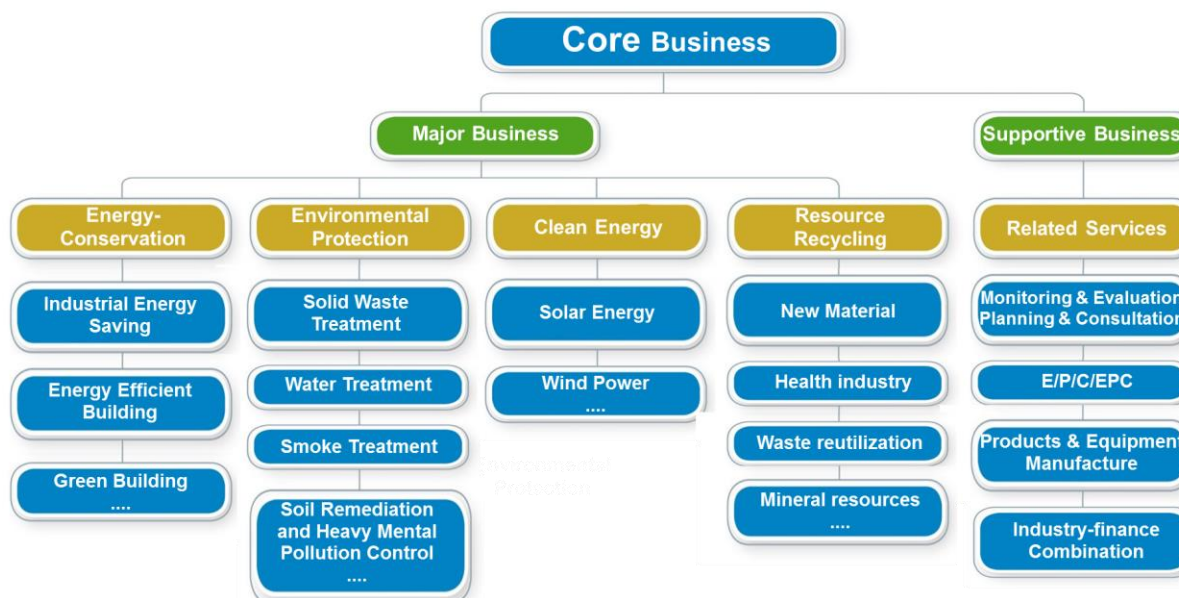 Core Business
Major Business
Supportive Business
Energy-
Conservation
Environmental
Protection
Clean Energy
Resource
Recycling
Related Services
Industrial Energy
Saving
Solid Waste
Treatment
Solar Energy
New Material
Monitoring & Evaluation
Planning & Consultation
Energy Efficient
Building
Water Treatment
Wind Power
....
Health industry
E/P/C/EPC
Smoke Treatment
Waste reutilization
Products & Equipment
Manufacture
Green Building
....
Environmental
Protection
Mineral resources
....
Soil Remediation
and Heavy Mental
Pollution Control
....
Industry-finance
Combination